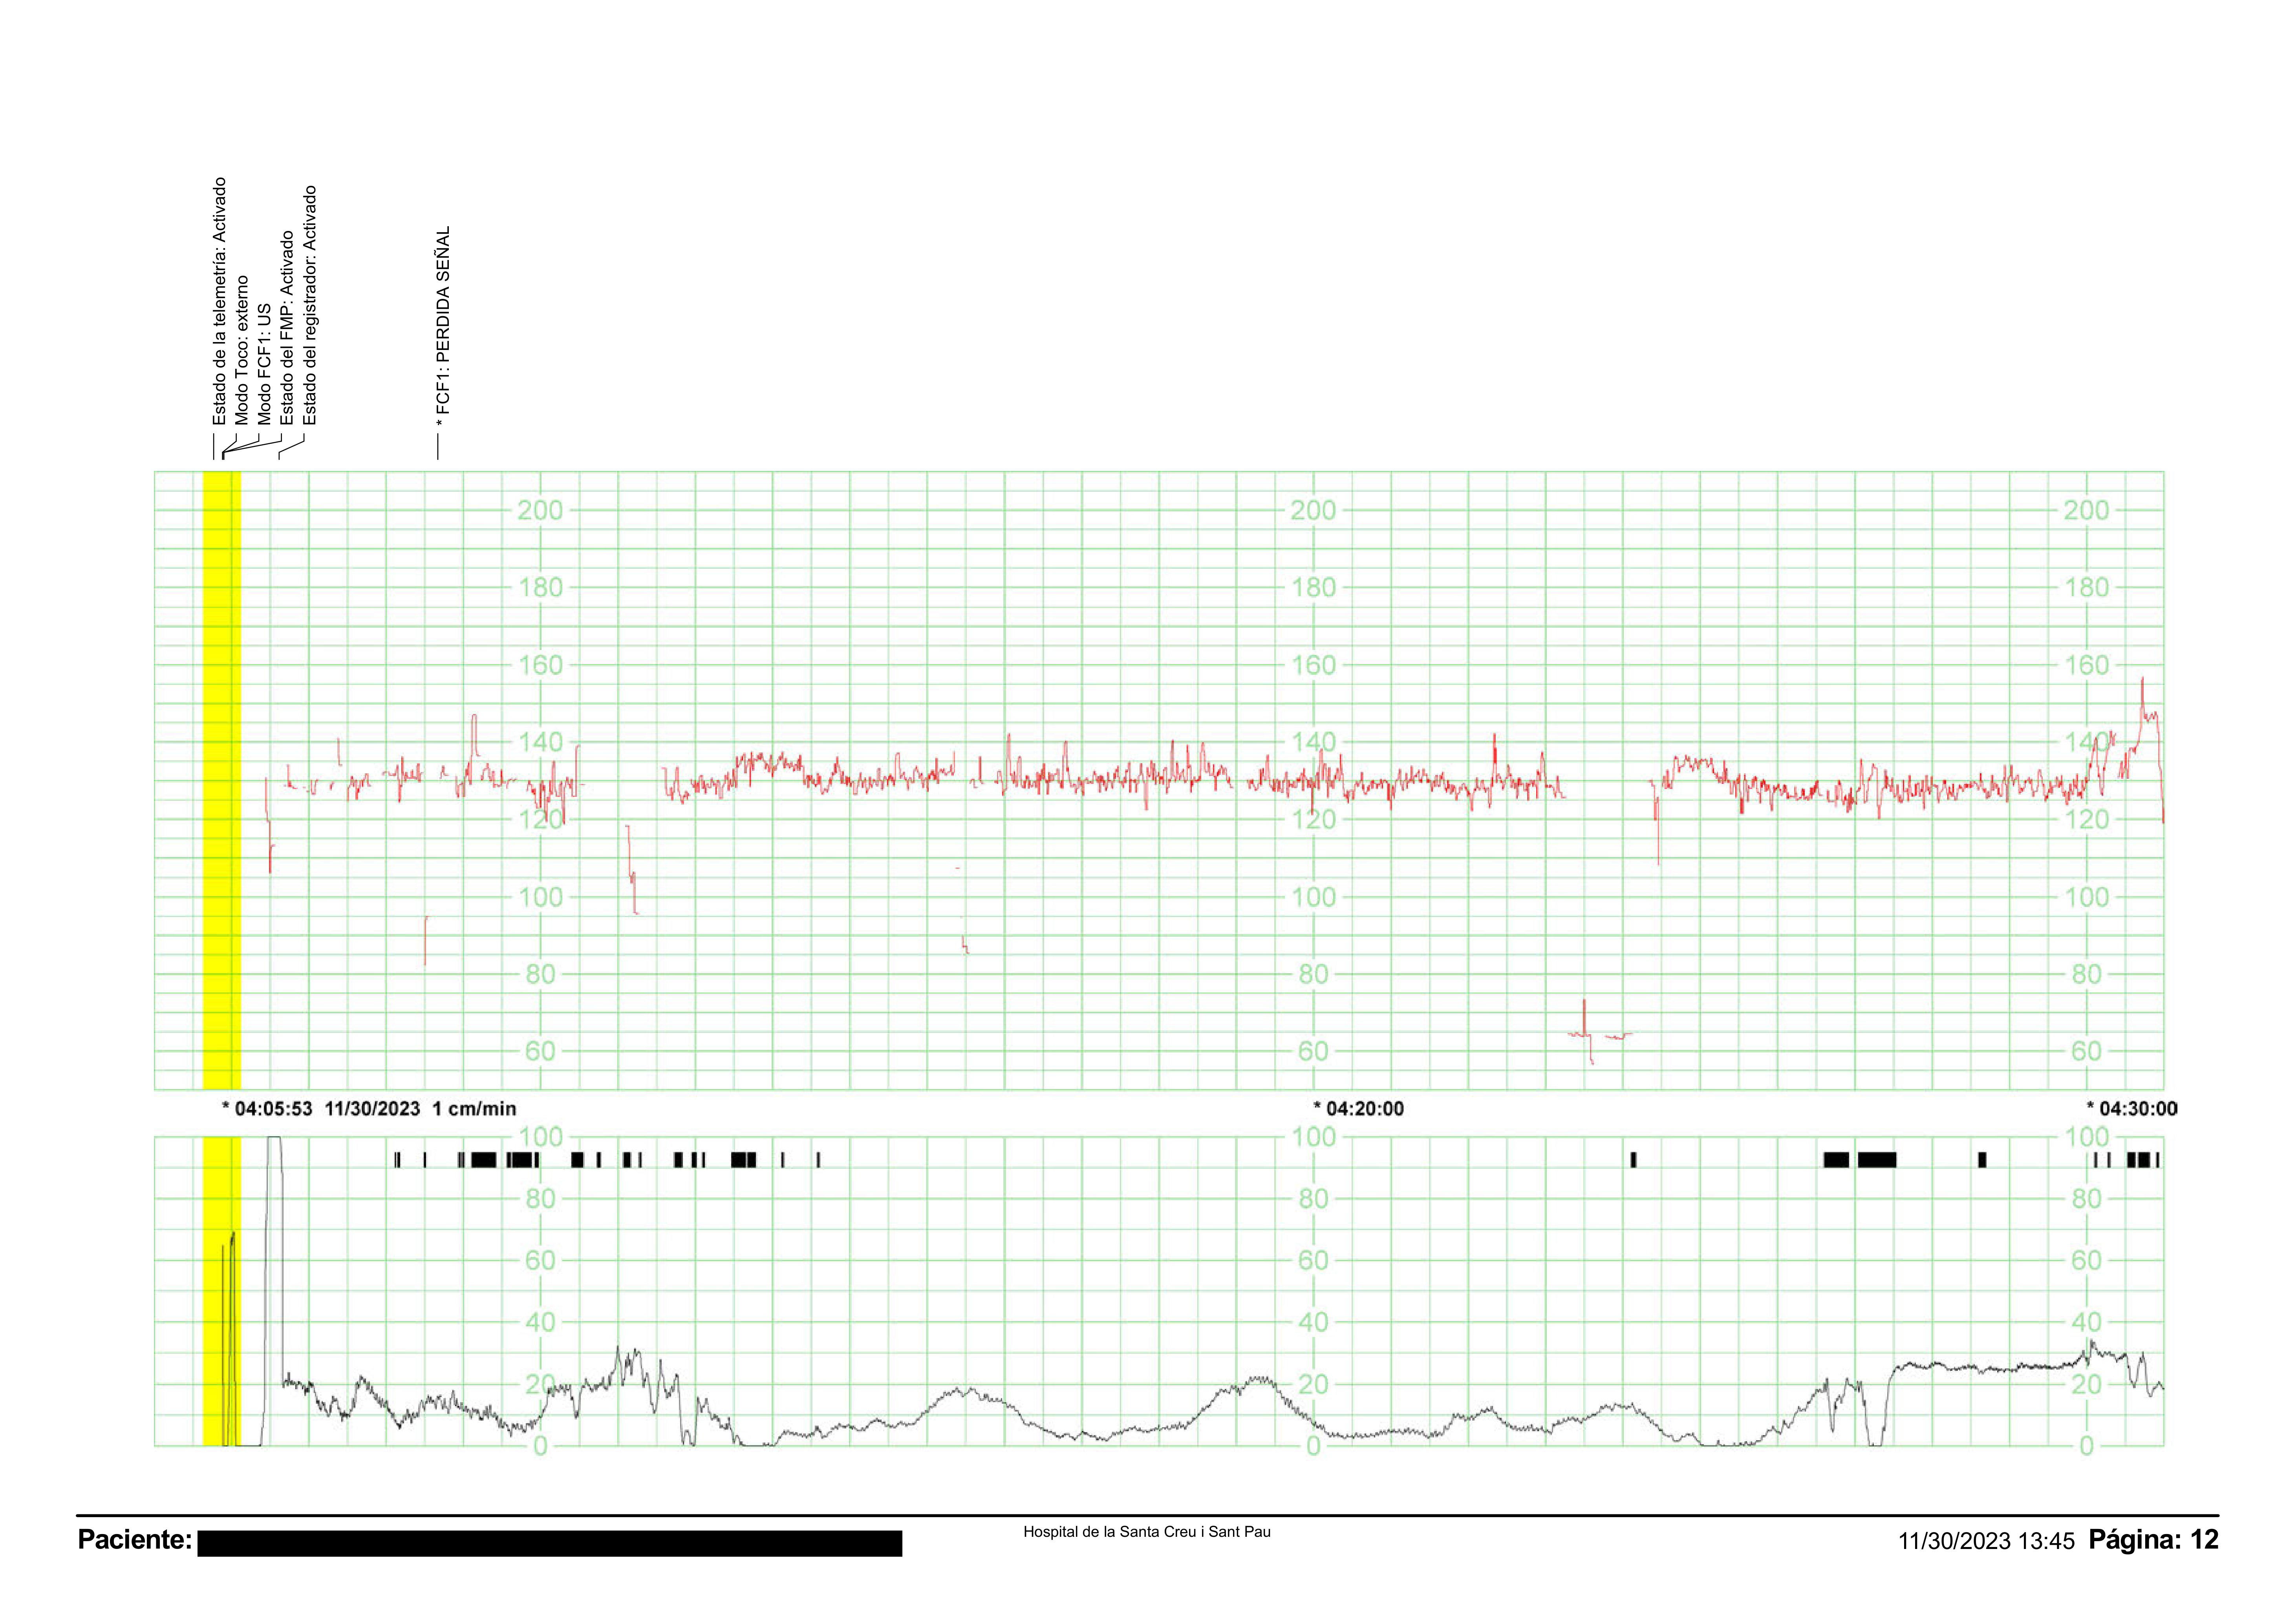 Estado de la telemetría: Activado
Modo Toco: externo
Modo FCF1: US
Estado del FMP: Activado
Estado del registrador: Activado
* FCF1: PERDIDA SEÑAL
200 200 200
180 180 180
160 160 160
140 140 140
120 120 120
100 100 100
80 80 80
60 60 60
* 04:05:53 11/30/2023 1 cm/min * 04:20:00 * 04:30:00
100 100 100
80 80 80
60 60 60
40 40 40
20 20 20
0 0 0
Paciente: Hospital de la Santa Creu i Sant Pau 11/30/2023 13:45 Página: 12